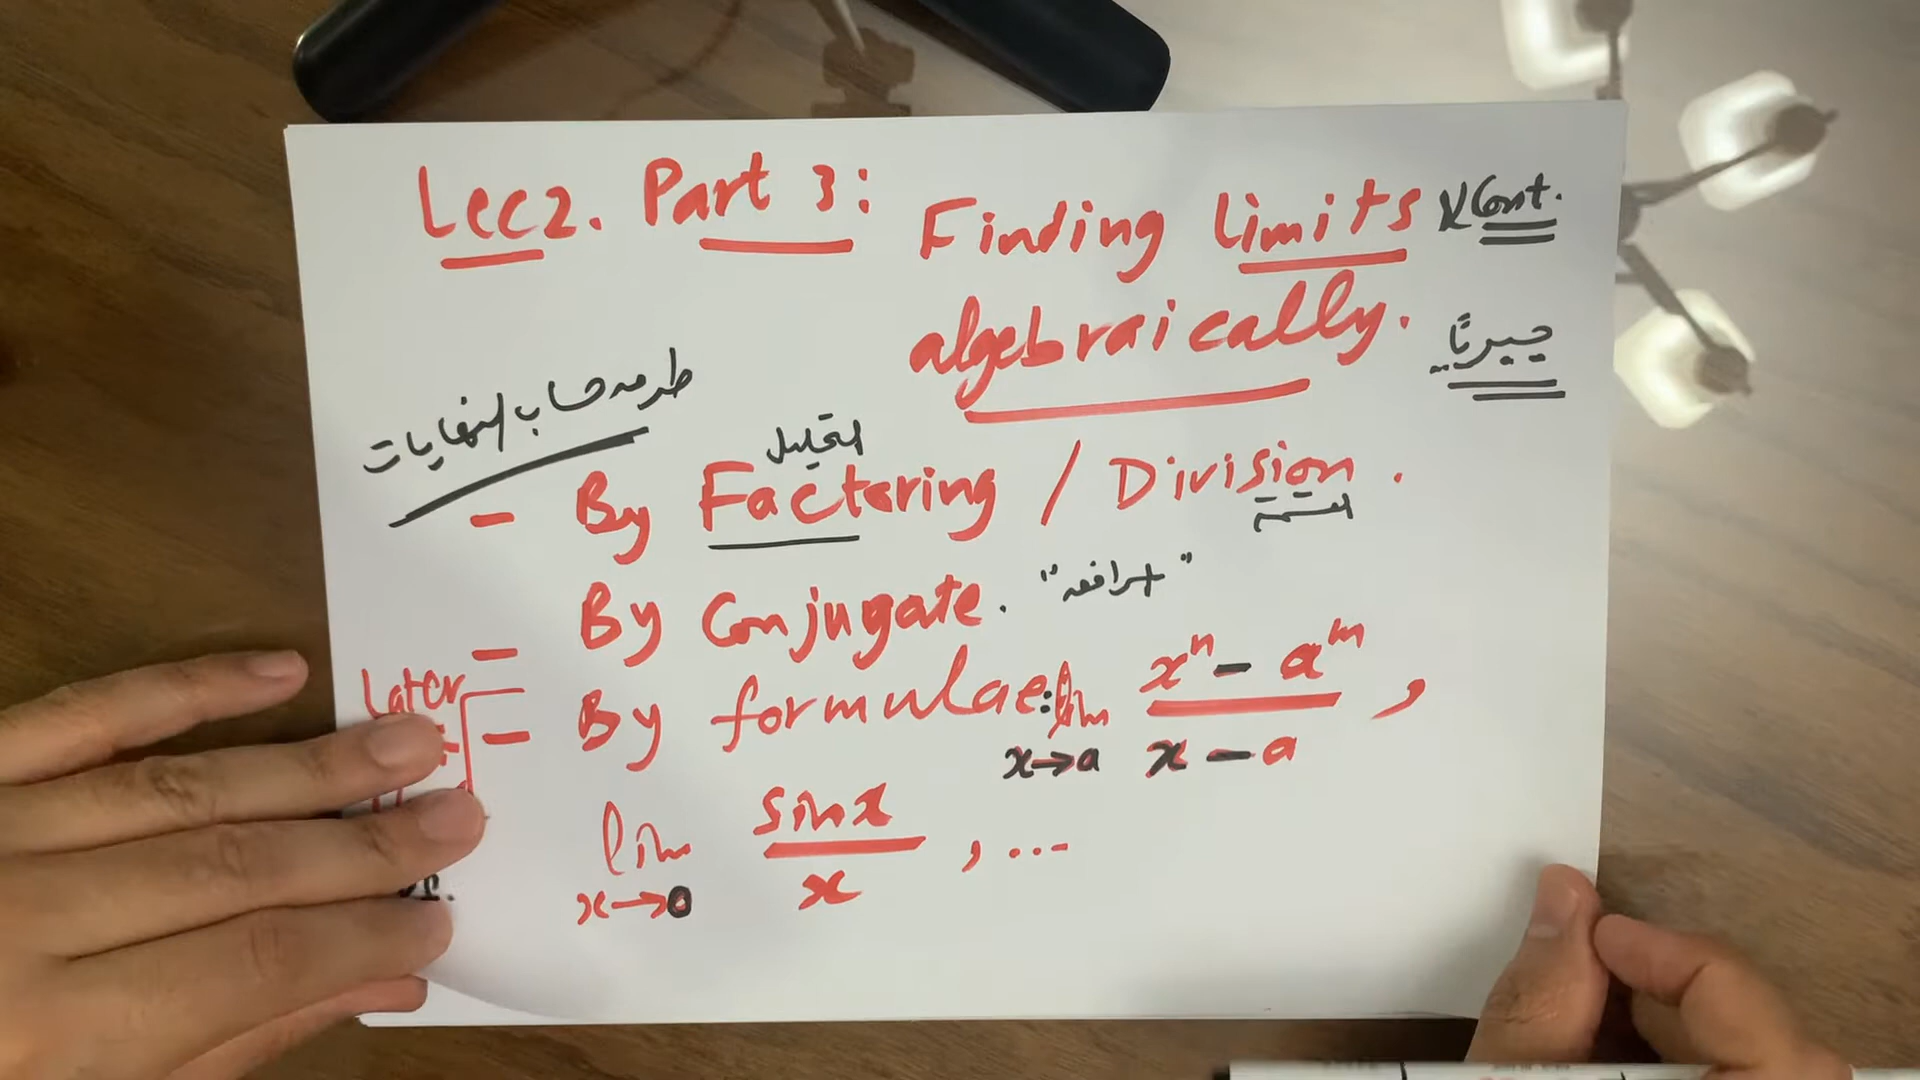 Lec2. Part 3: Finding limits Cont.
algebraically. جبريًا
طرق حساب النهايات
التحليل
- By Factoring / Division.
القسمة
- By Conjugate. "المرافق"
Later
- By formulae: lim x→a (xⁿ - aᵐ) / (x - a) ,
lim x→0 sinx / x , ...